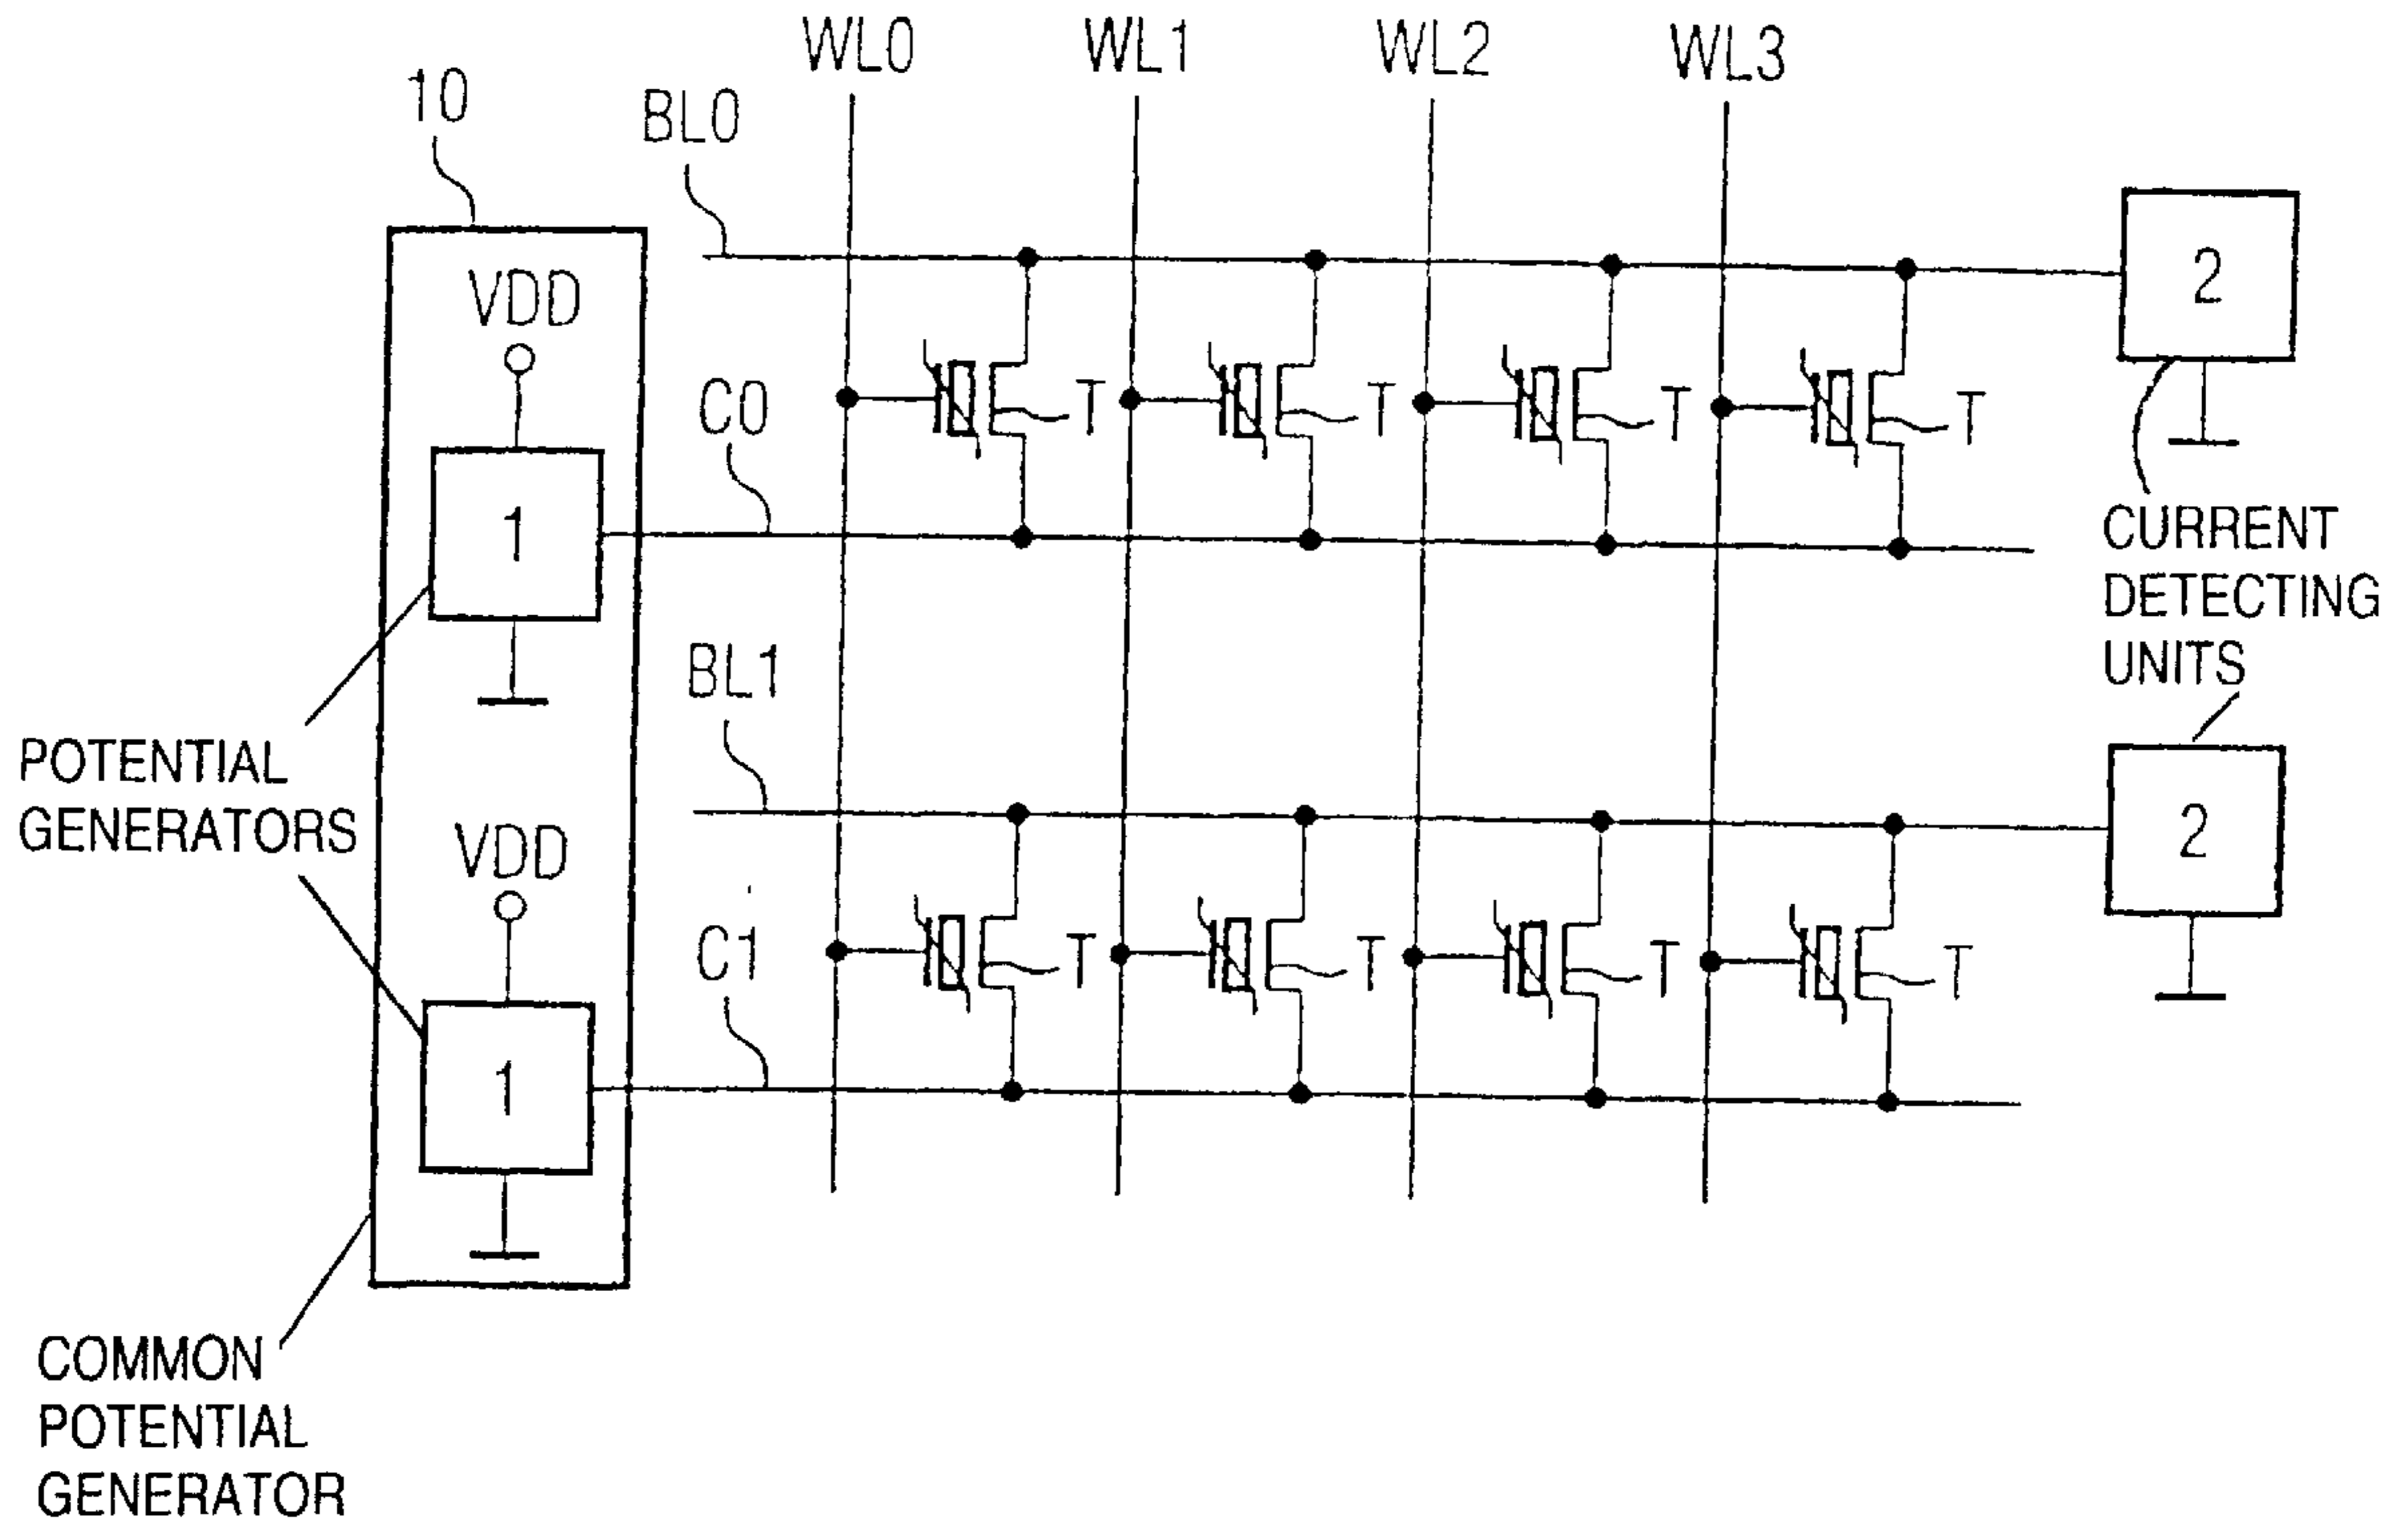 WL0 WL1 WL2 WL3
10
BL0
VDD
2
C0
T T T T
1
CURRENT
DETECTING
UNITS
BL1
POTENTIAL
GENERATORS
VDD
2
C1
T T T T
1
COMMON
POTENTIAL
GENERATOR